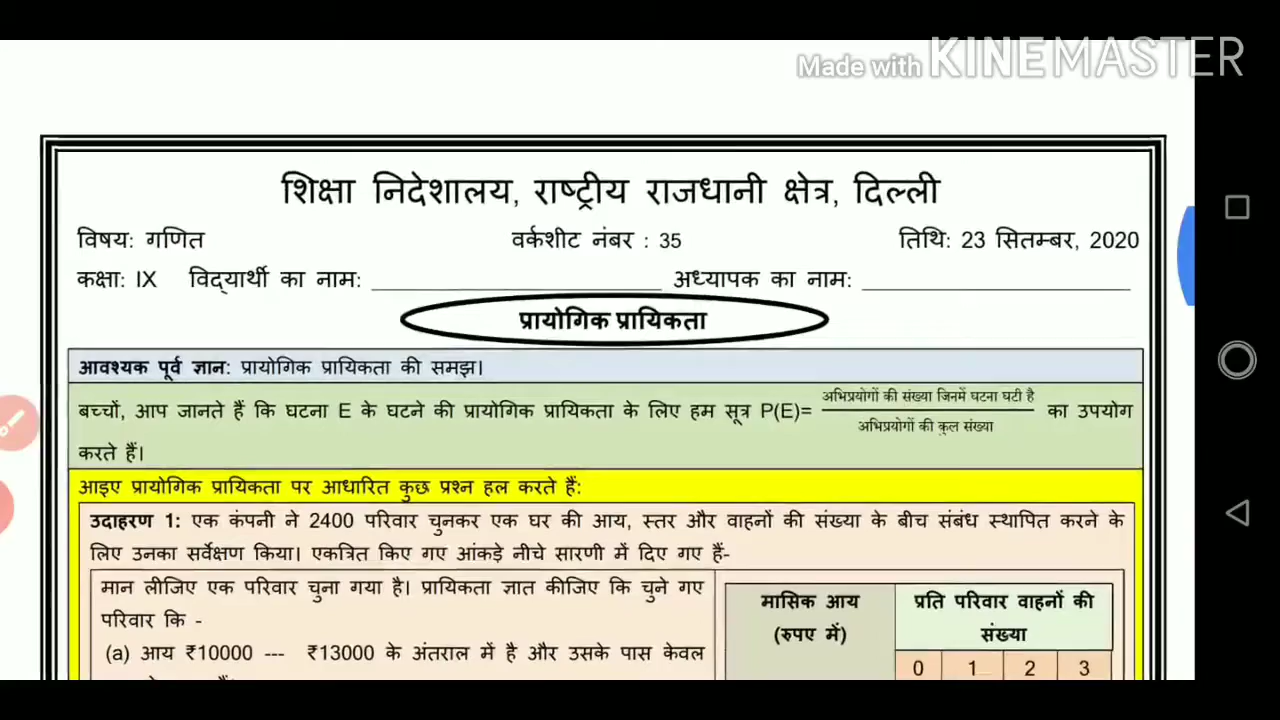 Made with KINEMASTER
शिक्षा निदेशालय, राष्ट्रीय राजधानी क्षेत्र, दिल्ली
विषय: गणित वर्कशीट नंबर : 35 तिथि: 23 सितम्बर, 2020
कक्षा: IX विद्यार्थी का नाम: ____________________ अध्यापक का नाम: ____________________
प्रायोगिक प्रायिकता
आवश्यक पूर्व ज्ञान: प्रायोगिक प्रायिकता की समझ।
बच्चों, आप जानते हैं कि घटना E के घटने की प्रायोगिक प्रायिकता के लिए हम सूत्र P(E)= अभिप्रयोगों की संख्या जिनमें घटना घटी है / अभिप्रयोगों की कुल संख्या का उपयोग
करते हैं।
आइए प्रायोगिक प्रायिकता पर आधारित कुछ प्रश्न हल करते हैं:
उदाहरण 1: एक कंपनी ने 2400 परिवार चुनकर एक घर की आय, स्तर और वाहनों की संख्या के बीच संबंध स्थापित करने के
लिए उनका सर्वेक्षण किया। एकत्रित किए गए आंकड़े नीचे सारणी में दिए गए हैं-
मान लीजिए एक परिवार चुना गया है। प्रायिकता ज्ञात कीजिए कि चुने गए
परिवार कि -
(a) आय ₹10000 --- ₹13000 के अंतराल में है और उसके पास केवल
मासिक आय
(रुपए में)
प्रति परिवार वाहनों की
संख्या
0 1 2 3